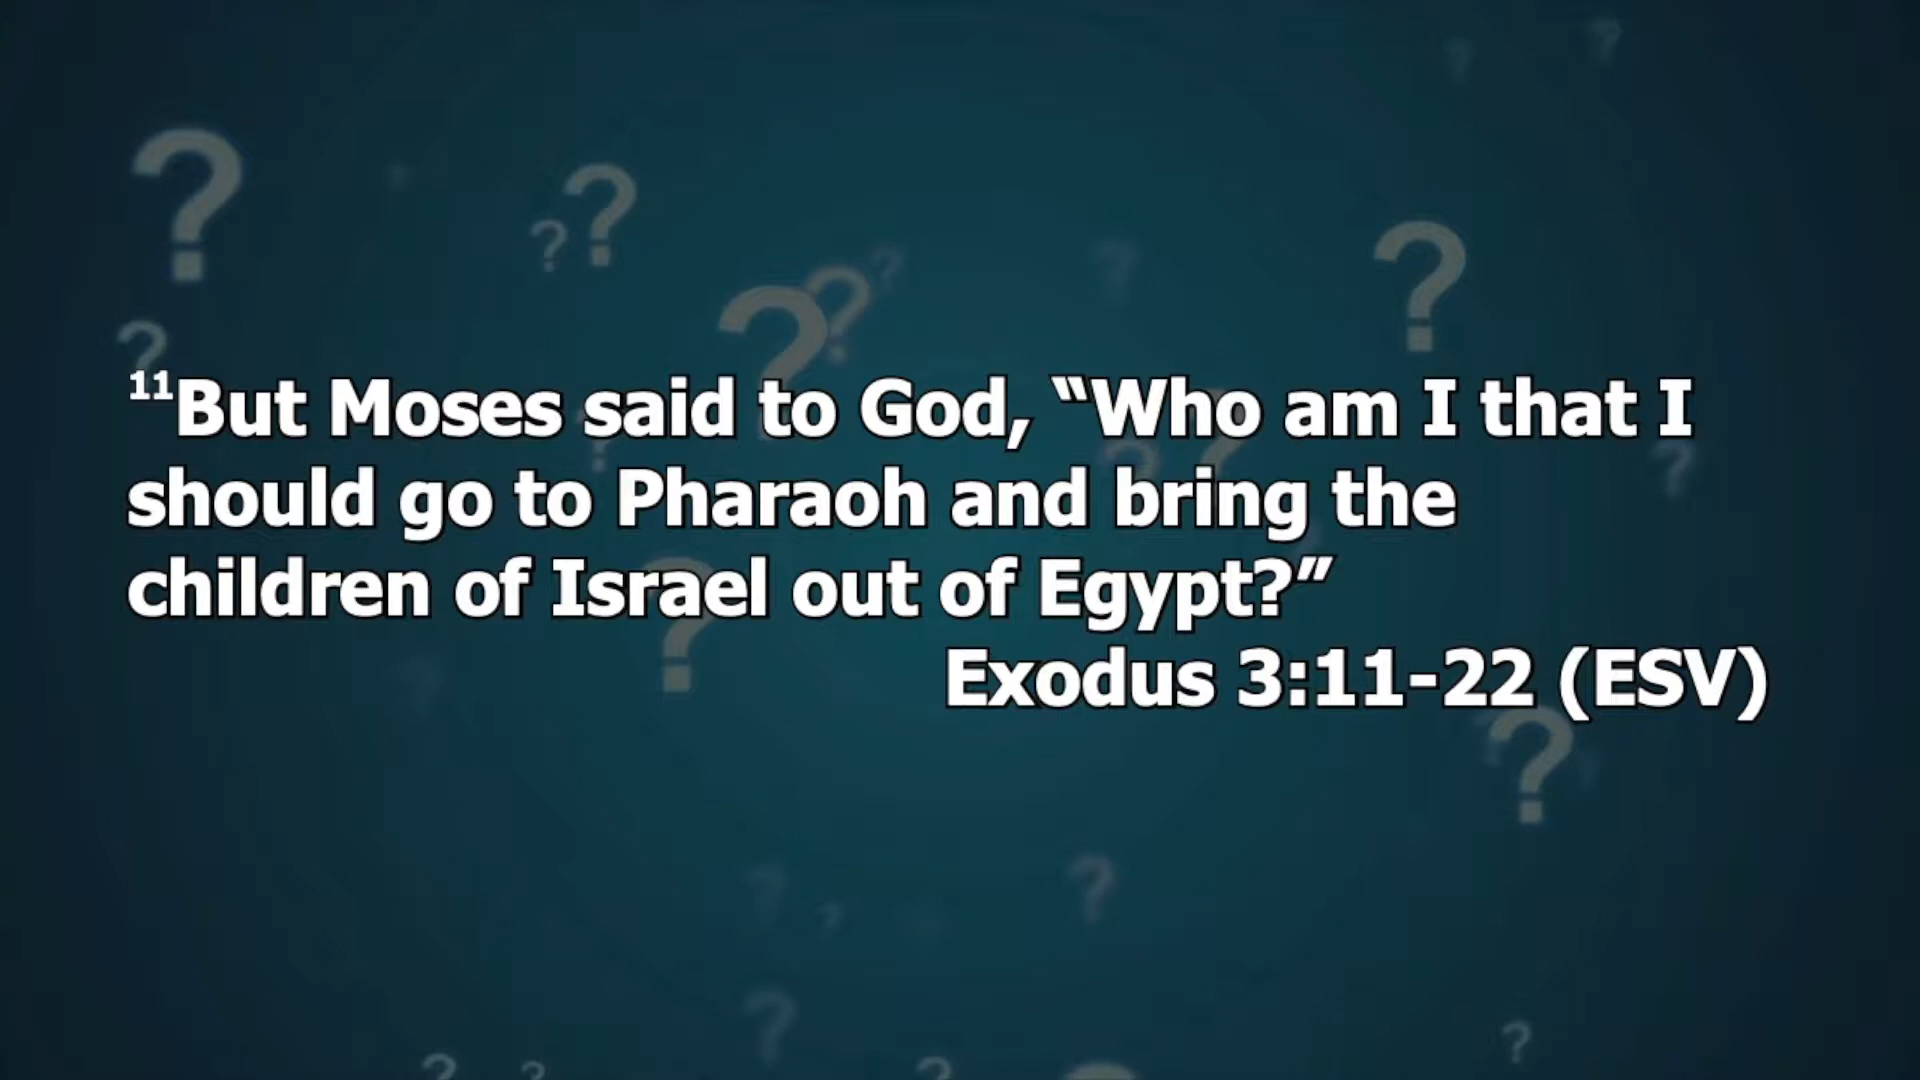 ¹¹But Moses said to God, “Who am I that I
should go to Pharaoh and bring the
children of Israel out of Egypt?”
Exodus 3:11-22 (ESV)